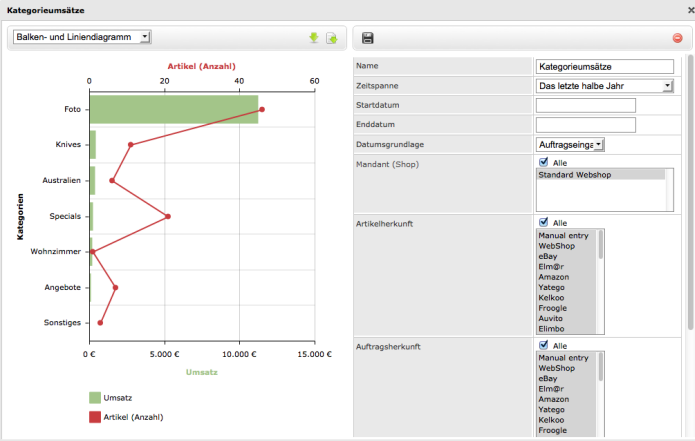 Kategorieumsätze
Balken- und Liniendiagramm
Artikel (Anzahl)
0 20 40 60
Kategorien
Foto
Knives
Australien
Specials
Wohnzimmer
Angebote
Sonstiges
0 € 5.000 € 10.000 € 15.000 €
Umsatz
Umsatz
Artikel (Anzahl)
Name Kategorieumsätze
Zeitspanne Das letzte halbe Jahr
Startdatum
Enddatum
Datumsgrundlage Auftragseinga
Mandant (Shop) Alle
Standard Webshop
Artikelherkunft Alle
Manual entry
WebShop
eBay
Elm@r
Amazon
Yatego
Kelkoo
Froogle
Auvito
Elimbo
Auftragsherkunft Alle
Manual entry
WebShop
eBay
Elm@r
Amazon
Yatego
Kelkoo
Froogle